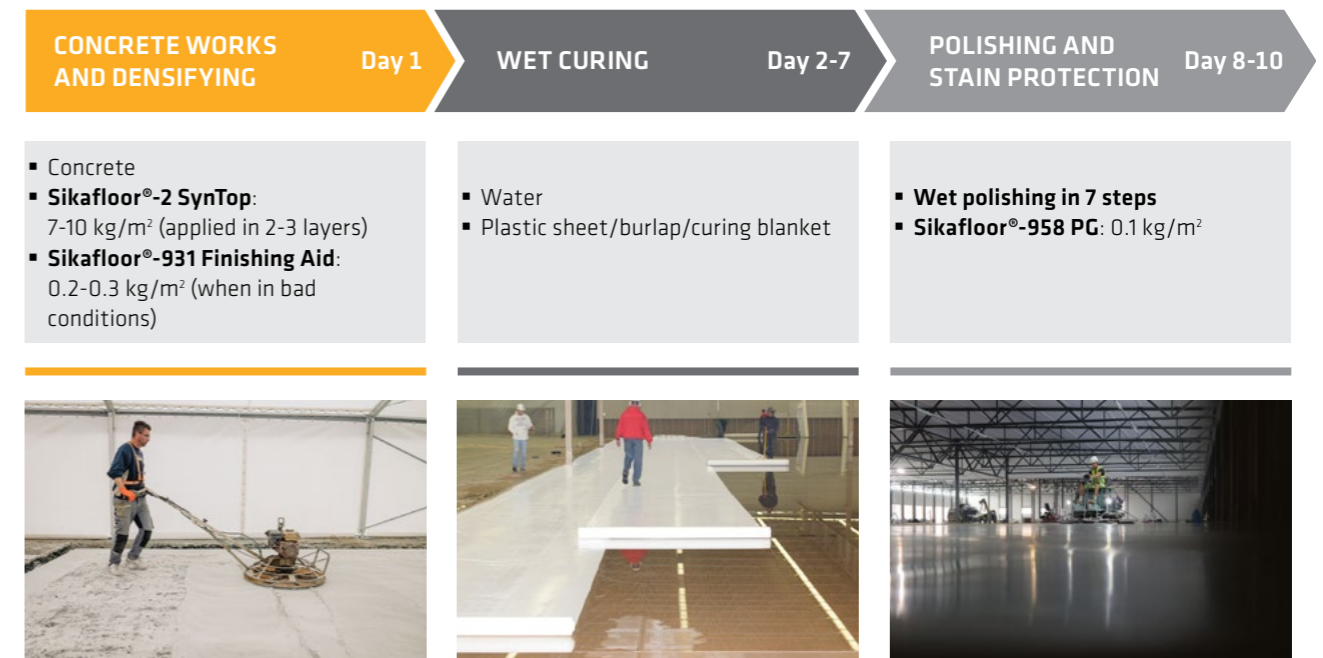 CONCRETE WORKS
AND DENSIFYING
Day 1
WET CURING
Day 2-7
POLISHING AND
STAIN PROTECTION
Day 8-10
▪ Concrete
▪ Sikafloor®-2 SynTop:
7-10 kg/m² (applied in 2-3 layers)
▪ Sikafloor®-931 Finishing Aid:
0.2-0.3 kg/m² (when in bad
conditions)
▪ Water
▪ Plastic sheet/burlap/curing blanket
▪ Wet polishing in 7 steps
▪ Sikafloor®-958 PG: 0.1 kg/m²